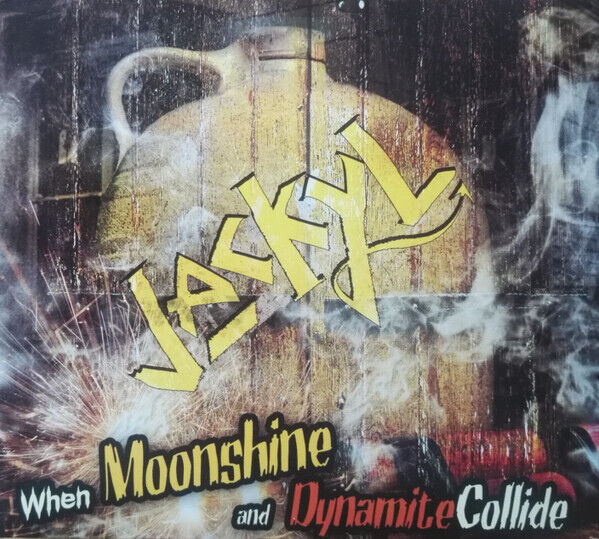 Jackyl
When Moonshine
and Dynamite Collide